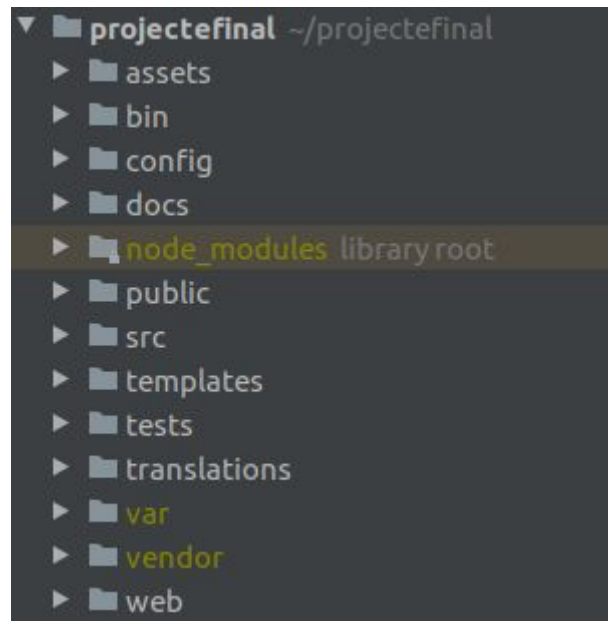 projectefinal ~/projectefinal
assets
bin
config
docs
node_modules library root
public
src
templates
tests
translations
var
vendor
web